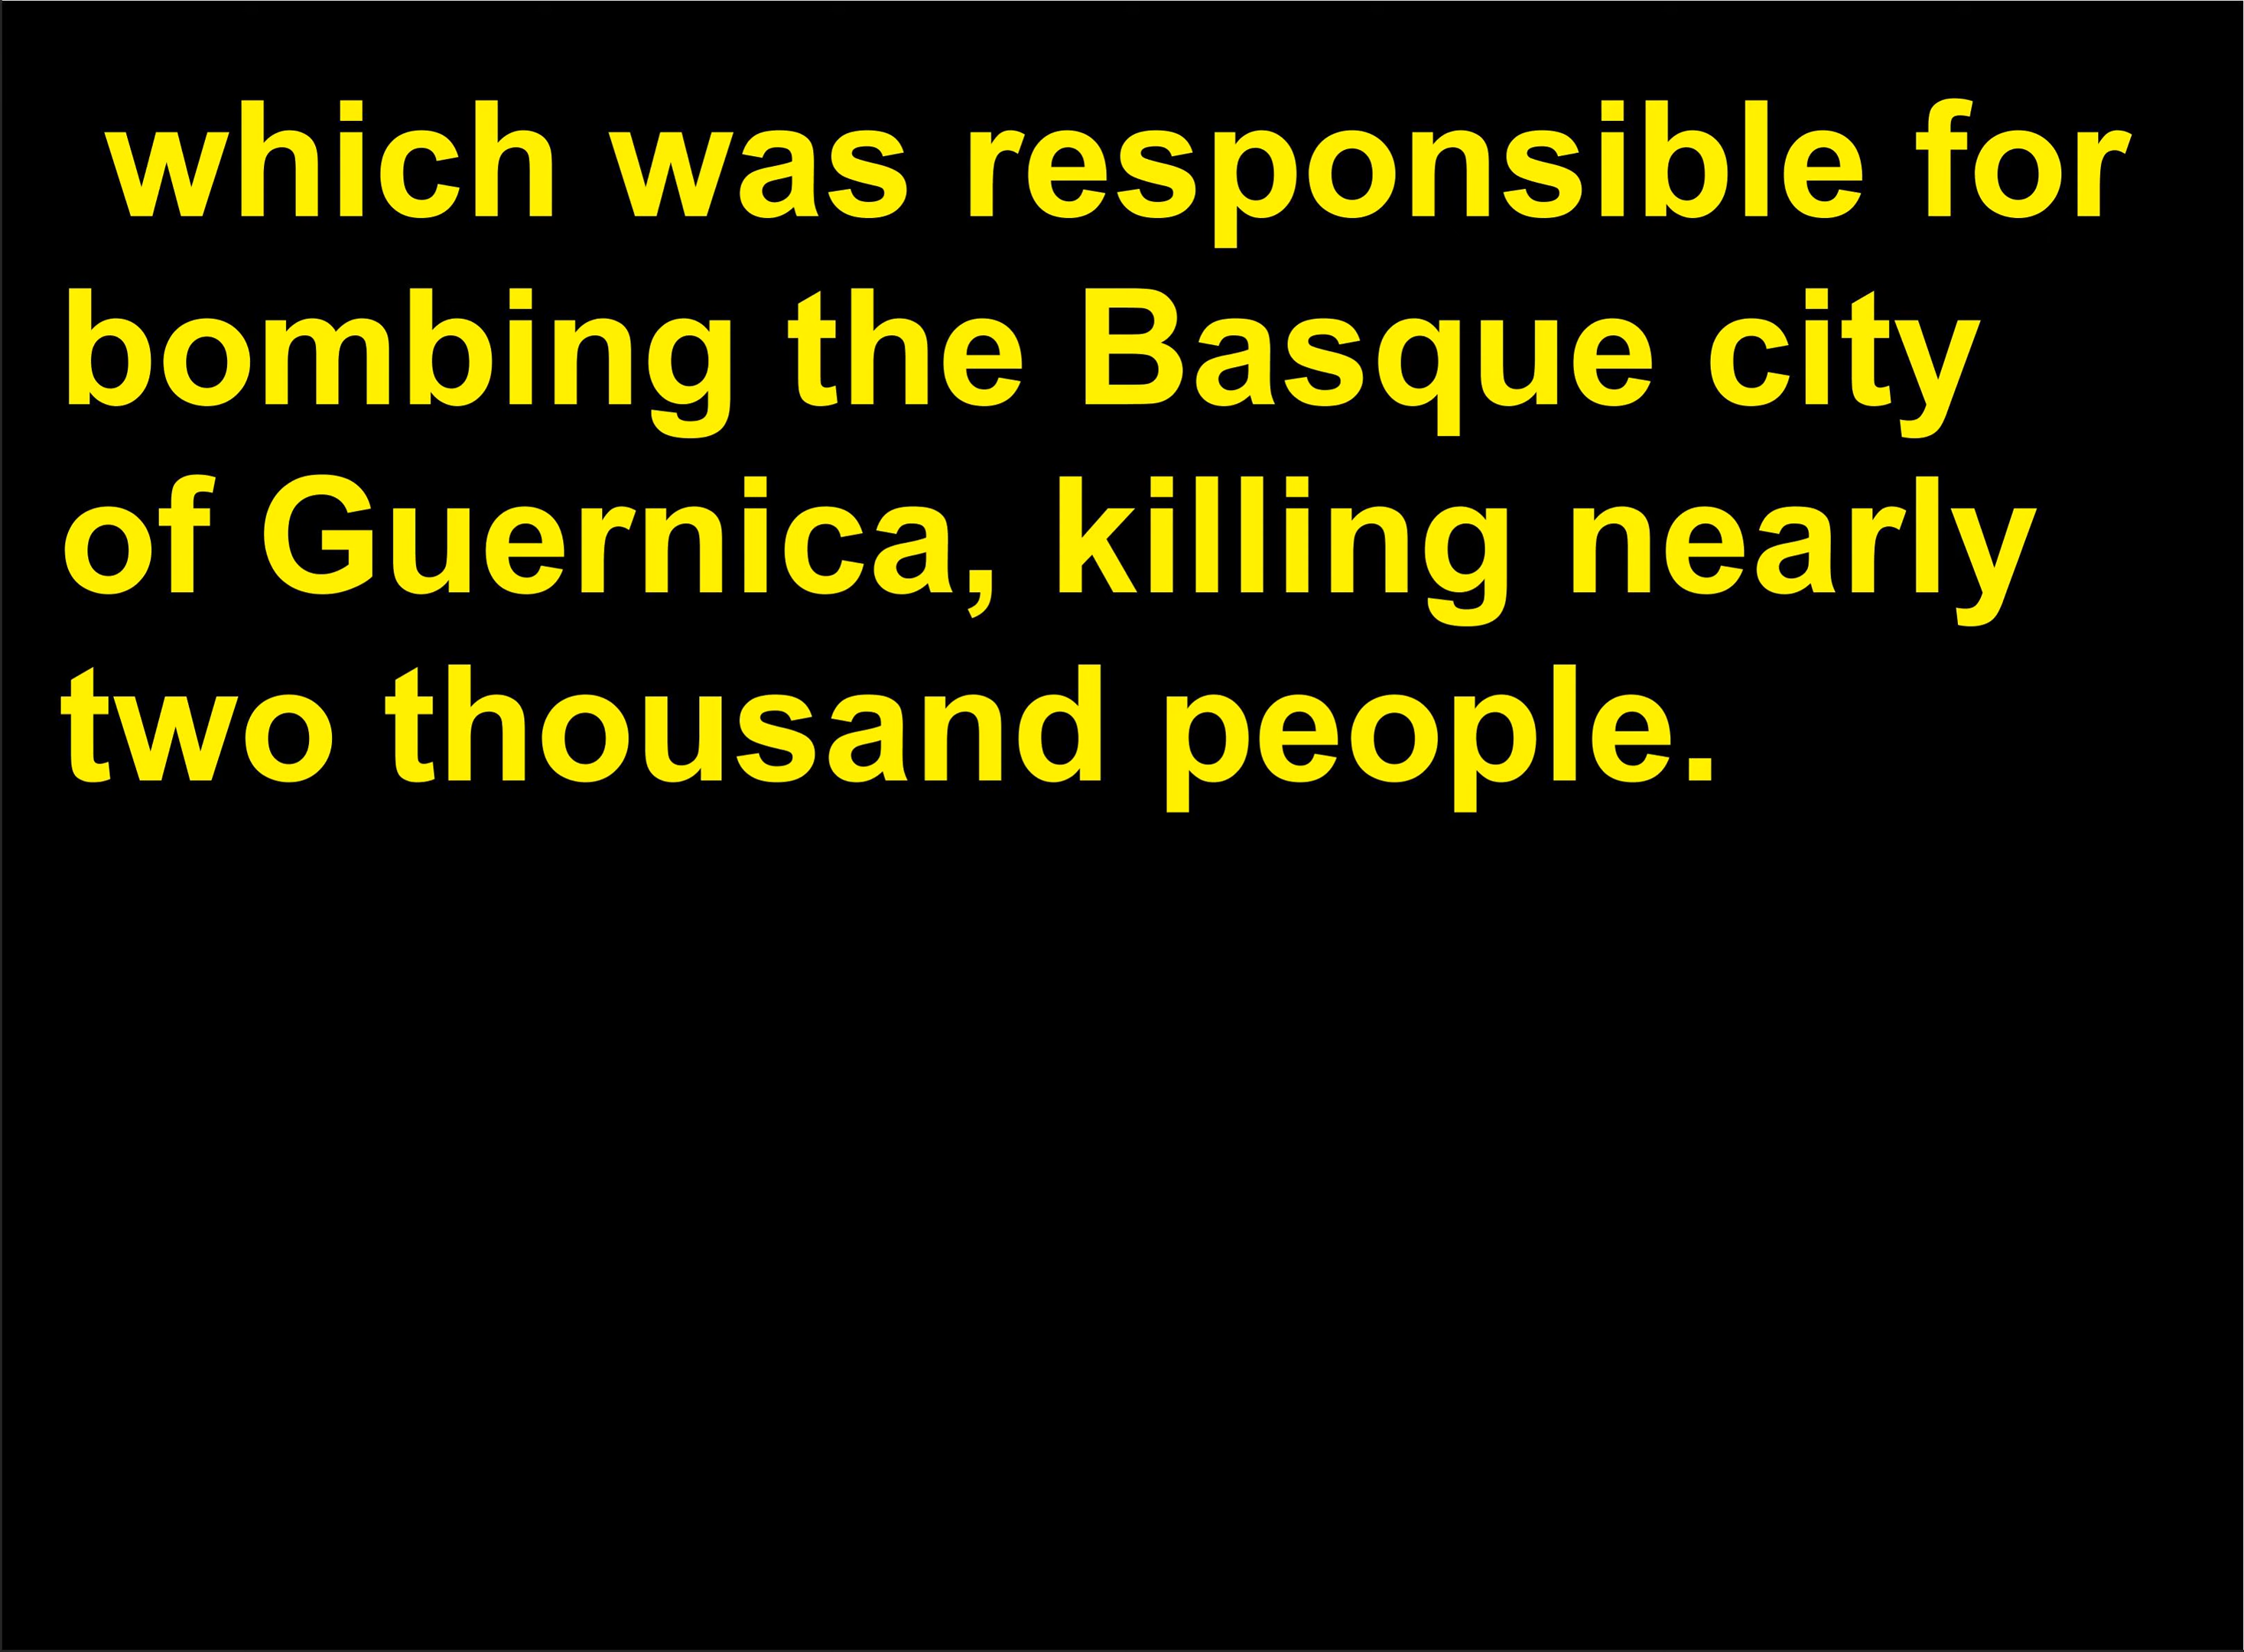 which was responsible for
bombing the Basque city
of Guernica, killing nearly
two thousand people.